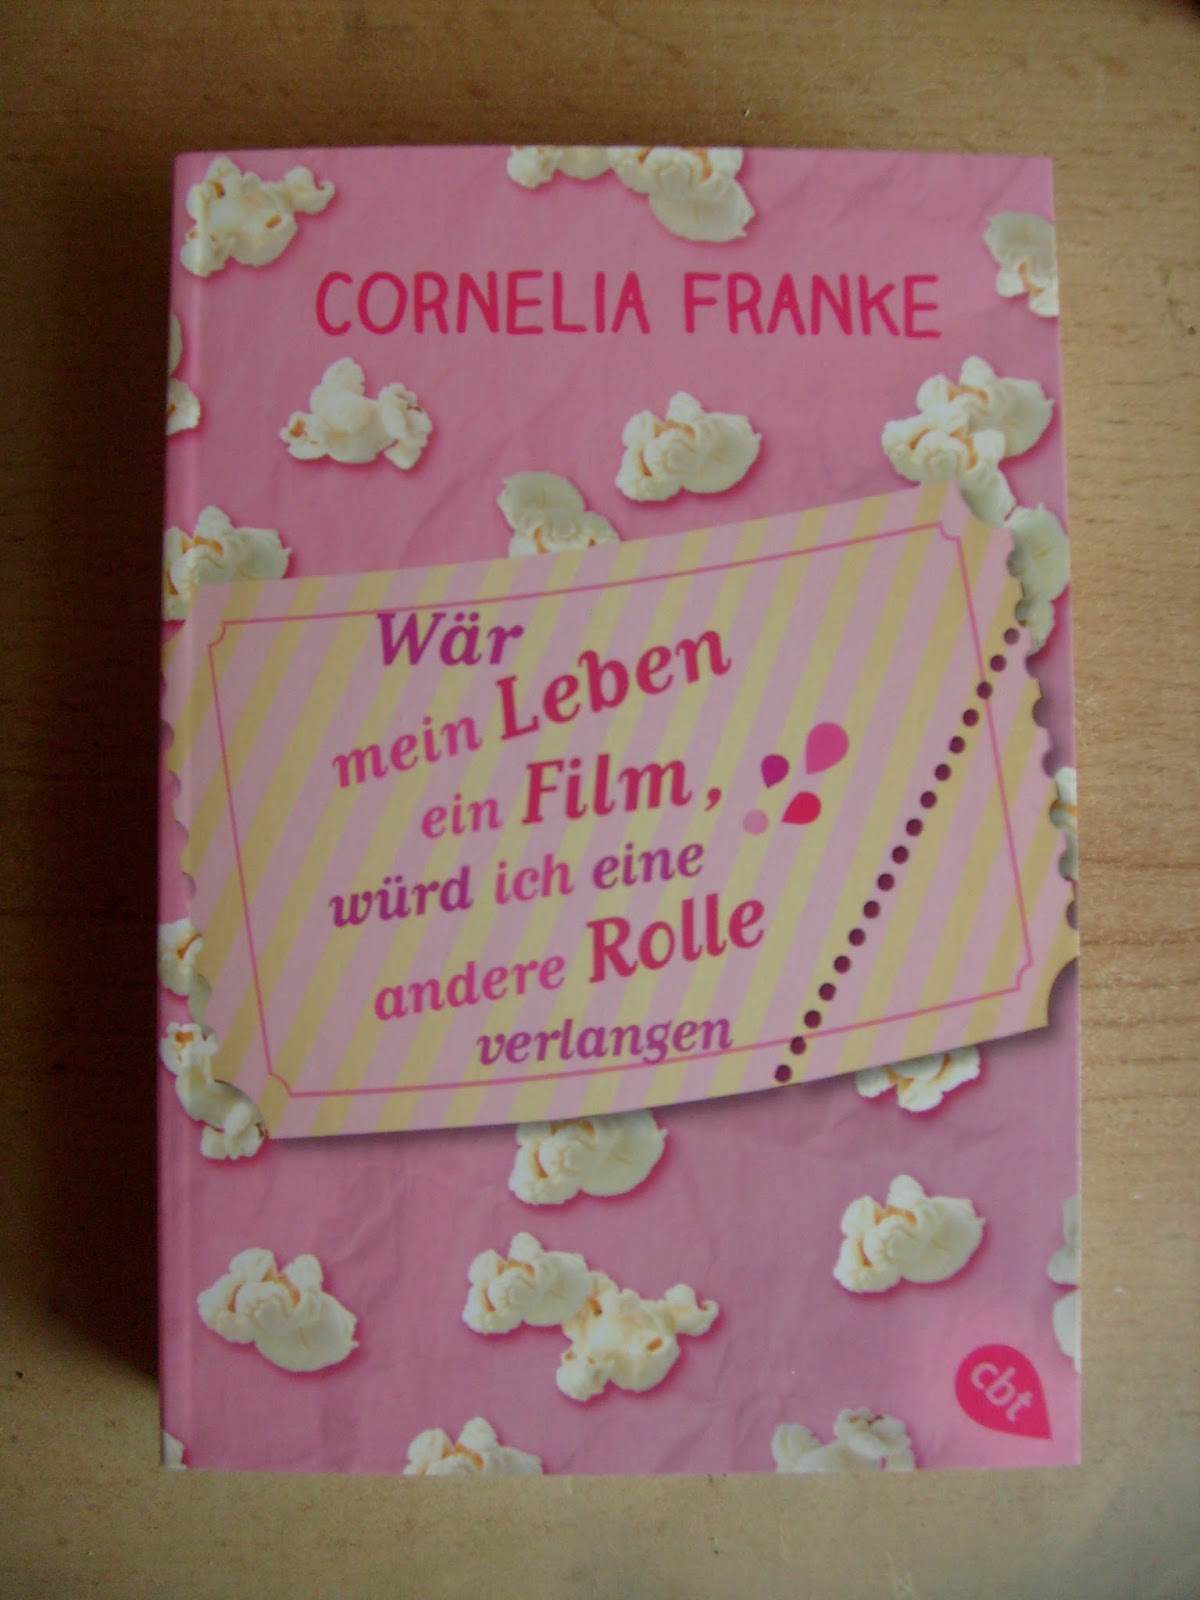 CORNELIA FRANKE
Wär
mein Leben
ein Film,
würd ich eine
andere Rolle
verlangen
cbt